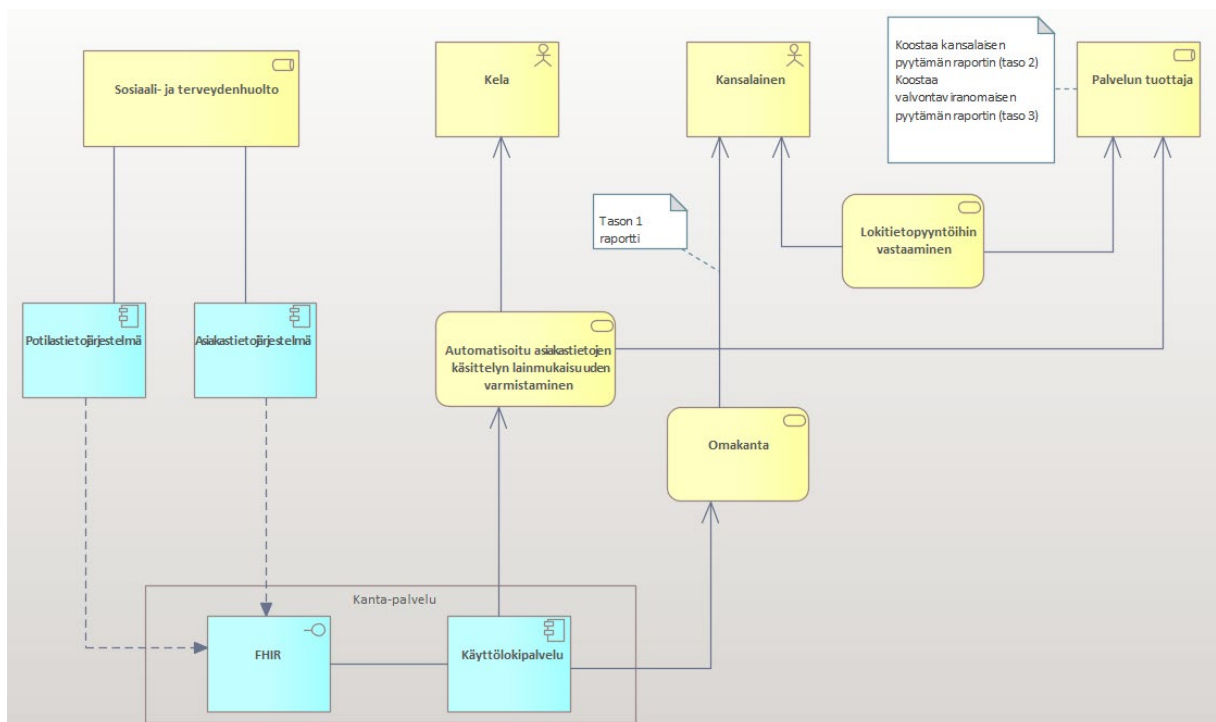 Sosiaali- ja terveydenhuolto
Kela
Kansalainen
Koostaa kansalaisen
pyytämän raportin (taso 2)
Koostaa
valvontaviranomaisen
pyytämän raportin (taso 3)
Palvelun tuottaja
Tason 1
raportti
Lokitietopyyntöihin
vastaaminen
Potilastietojärjestelmä
Asiakastietojärjestelmä
Automatisoitu asiakastietojen
käsittelyn lainmukaisuuden
varmistaminen
Omakanta
Kanta-palvelu
FHIR
Käyttölokipalvelu